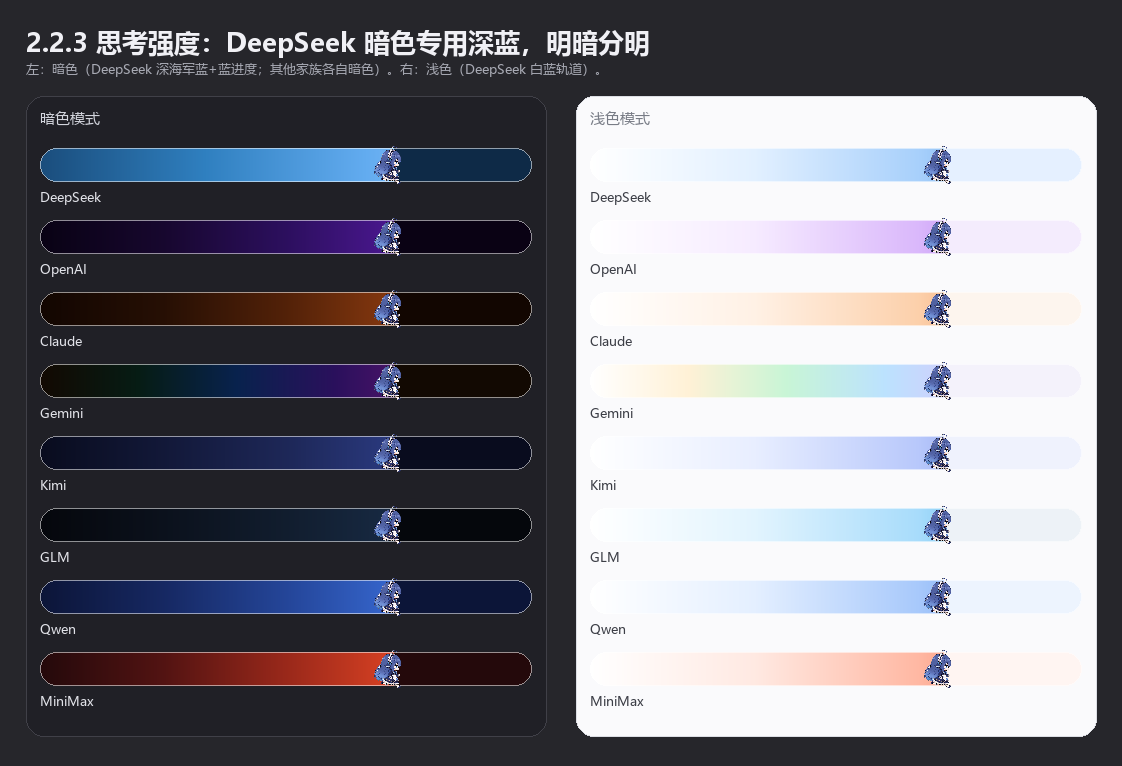 2.2.3 思考强度：DeepSeek 暗色专用深蓝，明暗分明
左：暗色（DeepSeek 深海军蓝+蓝进度；其他家族各自暗色）。右：浅色（DeepSeek 白蓝轨道）。
暗色模式
DeepSeek
OpenAI
Claude
Gemini
Kimi
GLM
Qwen
MiniMax
浅色模式
DeepSeek
OpenAI
Claude
Gemini
Kimi
GLM
Qwen
MiniMax